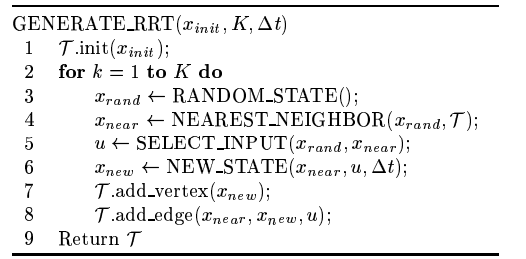 GENERATE_RRT(x_init, K, Δt)
1 𝒯.init(x_init);
2 for k = 1 to K do
3 x_rand ← RANDOM_STATE();
4 x_near ← NEAREST_NEIGHBOR(x_rand, 𝒯);
5 u ← SELECT_INPUT(x_rand, x_near);
6 x_new ← NEW_STATE(x_near, u, Δt);
7 𝒯.add_vertex(x_new);
8 𝒯.add_edge(x_near, x_new, u);
9 Return 𝒯